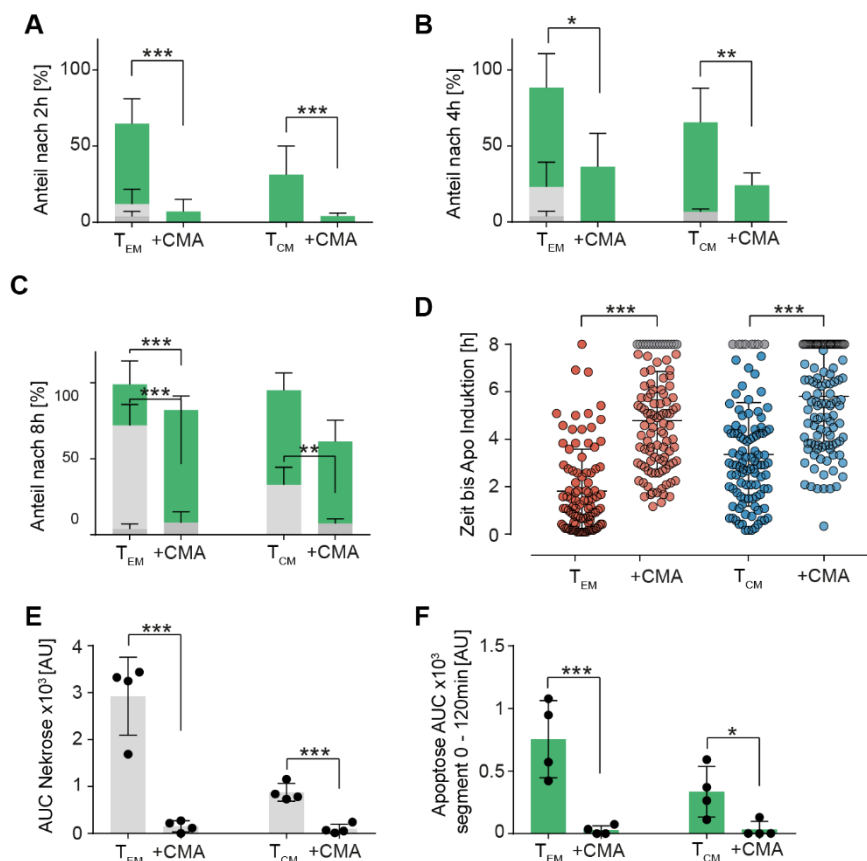 A
Anteil nach 2h [%]
100
50
0
***
***
TEM +CMA TCM +CMA
B
Anteil nach 4h [%]
100
50
0
*
**
TEM +CMA TCM +CMA
C
Anteil nach 8h [%]
100
50
0
***
***
**
TEM +CMA TCM +CMA
D
Zeit bis Apo Induktion [h]
8
6
4
2
0
***
***
TEM +CMA TCM +CMA
E
AUC Nekrose x10³ [AU]
4
3
2
1
0
***
***
TEM +CMA TCM +CMA
F
Apoptose AUC x10³
segment 0 - 120min [AU]
1.5
1
0.5
0
***
*
TEM +CMA TCM +CMA